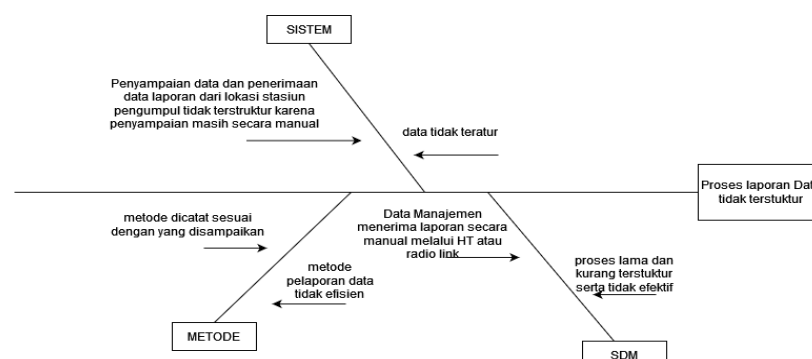 SISTEM
Penyampaian data dan penerimaan
data laporan dari lokasi stasiun
pengumpul tidak terstruktur karena
penyampaian masih secara manual
data tidak teratur
Proses laporan Dat
tidak terstuktur
metode dicatat sesuai
dengan yang disampaikan
Data Manajemen
menerima laporan secara
manual melalui HT atau
radio link
metode
pelaporan data
tidak efisien
proses lama dan
kurang terstuktur
serta tidak efektif
METODE
SDM